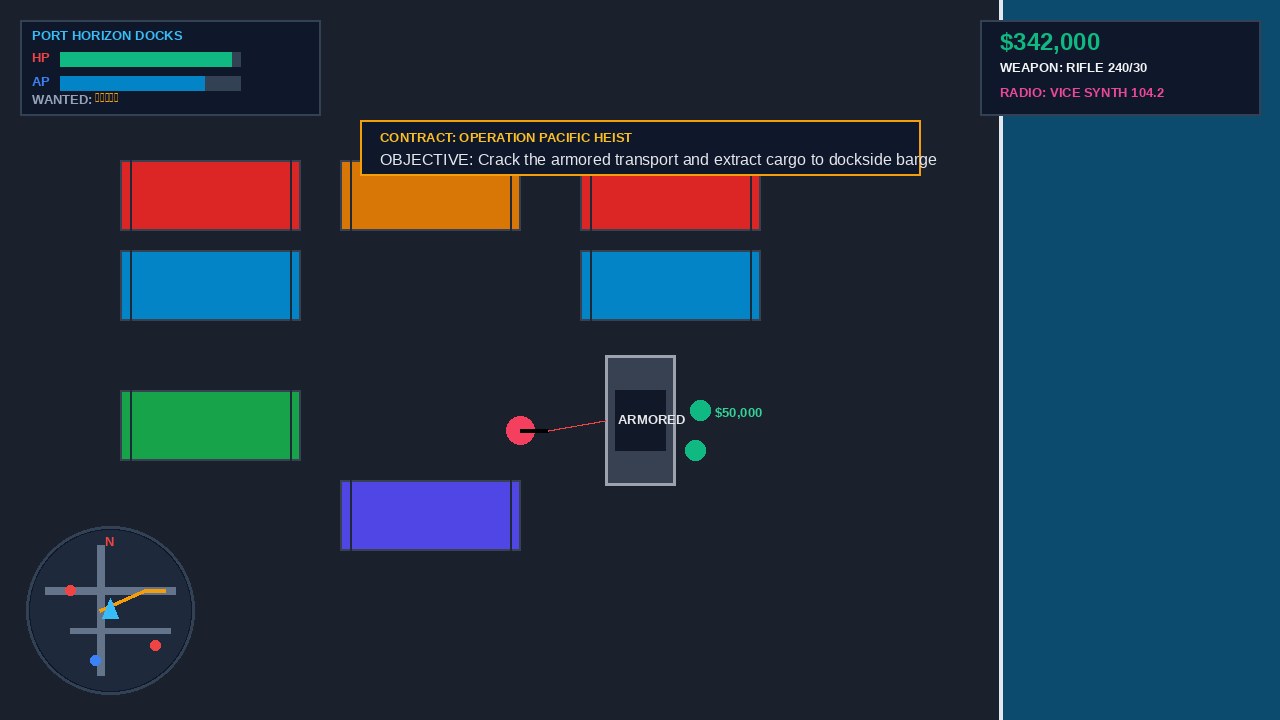 PORT HORIZON DOCKS
HP
AP
WANTED:
$342,000
WEAPON: RIFLE 240/30
RADIO: VICE SYNTH 104.2
CONTRACT: OPERATION PACIFIC HEIST
OBJECTIVE: Crack the armored transport and extract cargo to dockside barge
ARMORED
$50,000
N